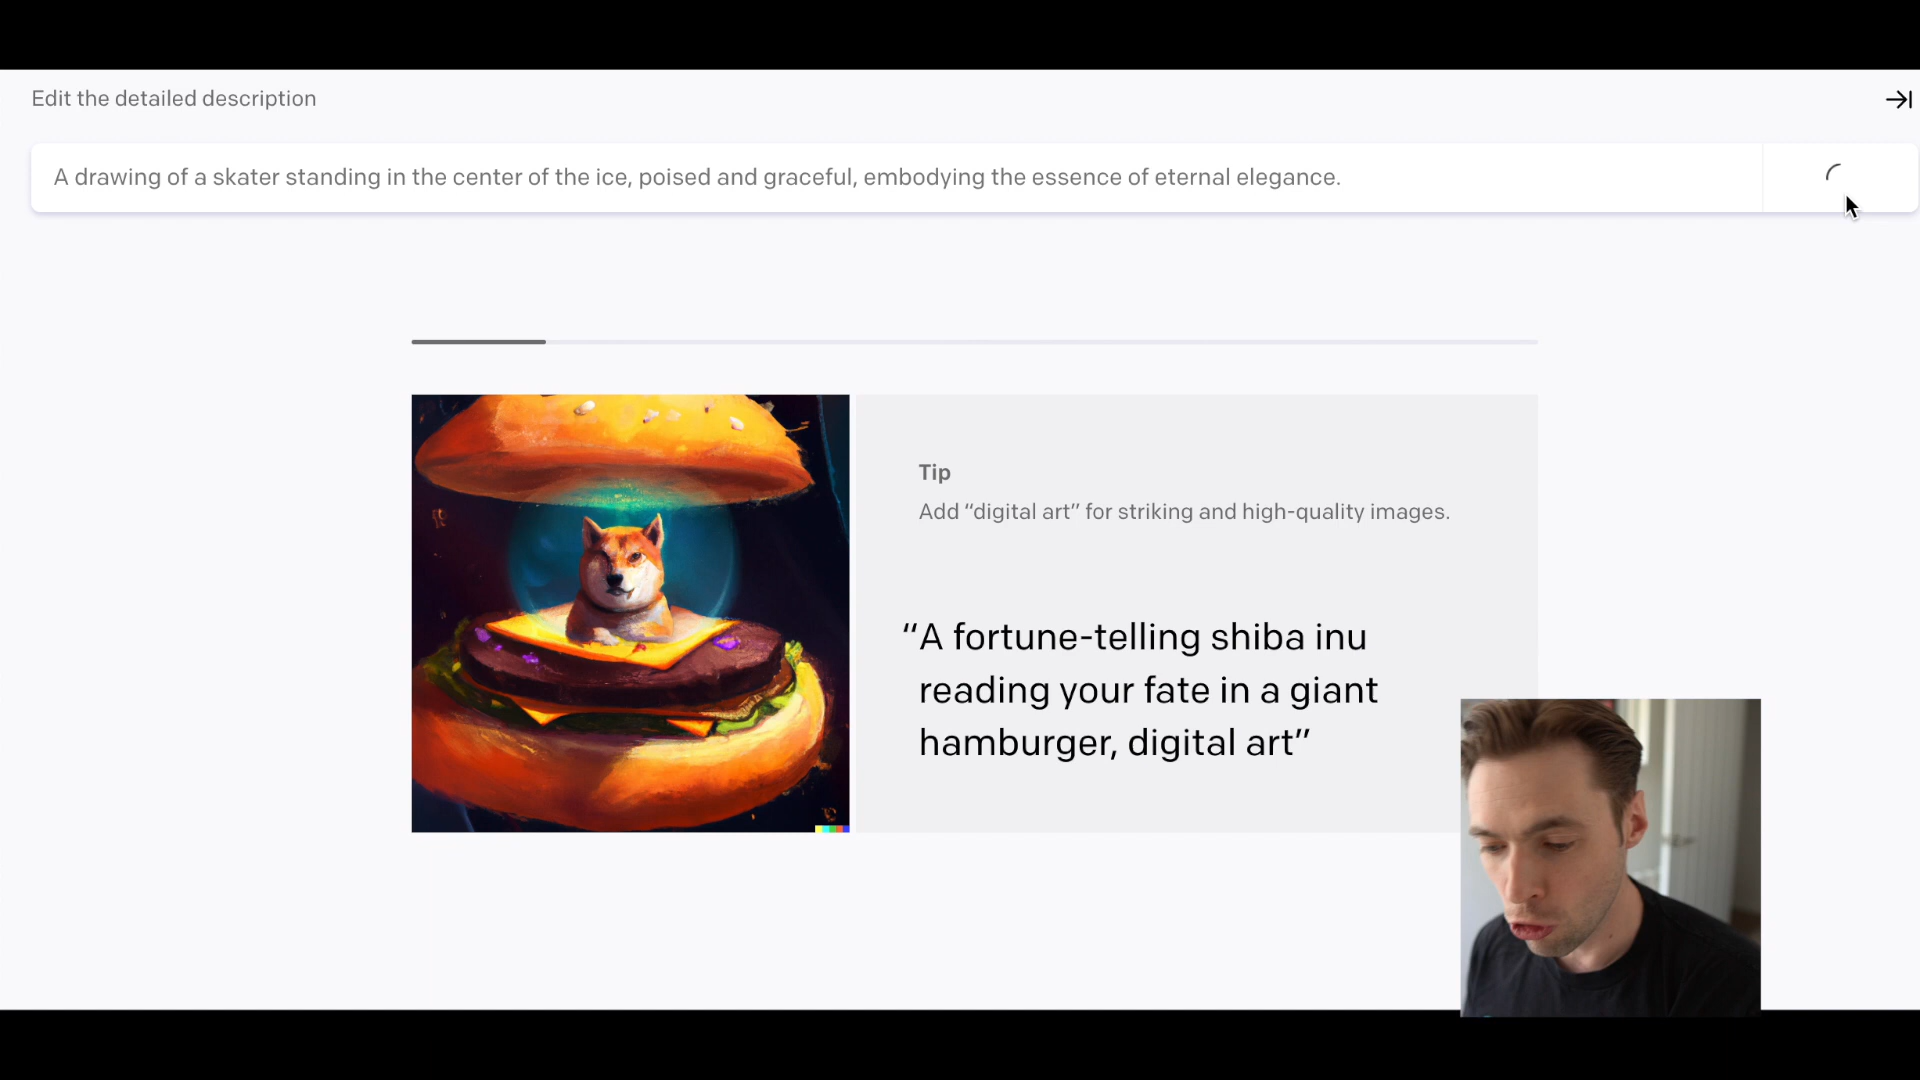 Edit the detailed description
A drawing of a skater standing in the center of the ice, poised and graceful, embodying the essence of eternal elegance.
Tip
Add “digital art” for striking and high-quality images.
“A fortune-telling shiba inu
reading your fate in a giant
hamburger, digital art”